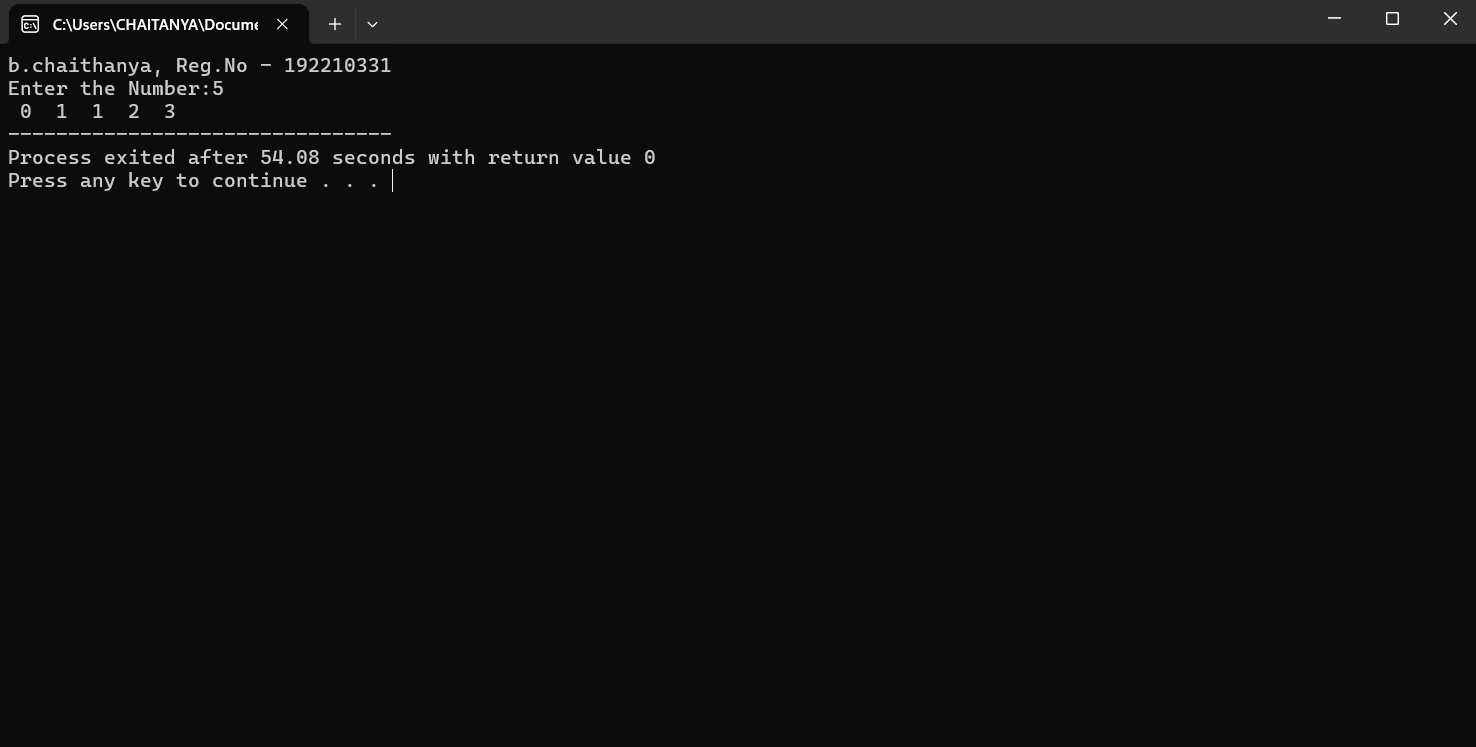 C:\Users\CHAITANYA\Docume
b.chaithanya, Reg.No - 192210331
Enter the Number:5
 0  1  1  2  3
--------------------------------
Process exited after 54.08 seconds with return value 0
Press any key to continue . . .